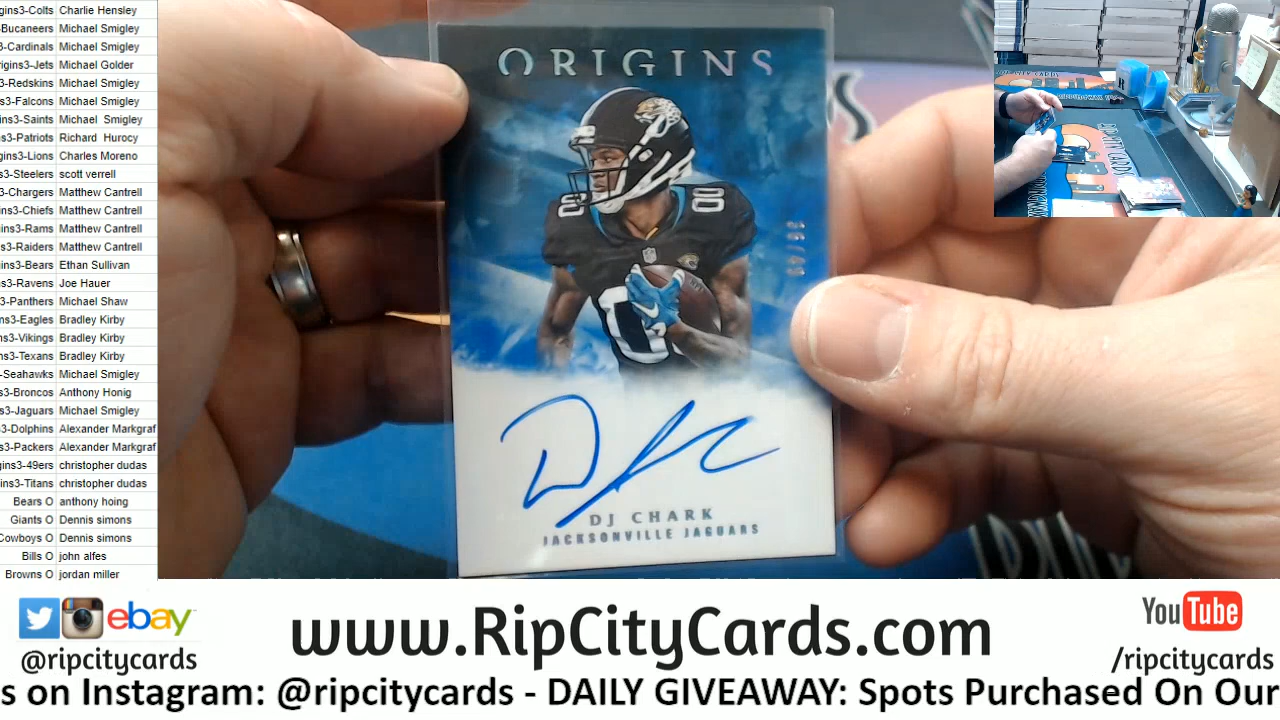 gins3-Colts Charlie Hensley
-Bucaneers Michael Smigley
3-Cardinals Michael Smigley
rigins3-Jets Michael Golder
3-Redskins Michael Smigley
s3-Falcons Michael Smigley
ins3-Saints Michael Smigley
ns3-Patriots Richard Hurocy
gins3-Lions Charles Moreno
s3-Steelers scott verrell
3-Chargers Matthew Cantrell
s3-Chiefs Matthew Cantrell
ns3-Rams Matthew Cantrell
s3-Raiders Matthew Cantrell
ins3-Bears Ethan Sullivan
ns3-Ravens Joe Hauer
3-Panthers Michael Shaw
ns3-Eagles Bradley Kirby
ns3-Vikings Bradley Kirby
ns3-Texans Bradley Kirby
-Seahawks Michael Smigley
s3-Broncos Anthony Honig
s3-Jaguars Michael Smigley
3-Dolphins Alexander Markgraf
s3-Packers Alexander Markgraf
gins3-49ers christopher dudas
ins3-Titans christopher dudas
Bears O anthony hoing
Giants O Dennis simons
Cowboys O Dennis simons
Bills O john alfes
Browns O jordan miller
ORIGINS
DJ CHARK
JACKSONVILLE JAGUARS
ebay
@ripcitycards
www.RipCityCards.com
YouTube
/ripcitycards
s on Instagram: @ripcitycards - DAILY GIVEAWAY: Spots Purchased On Our